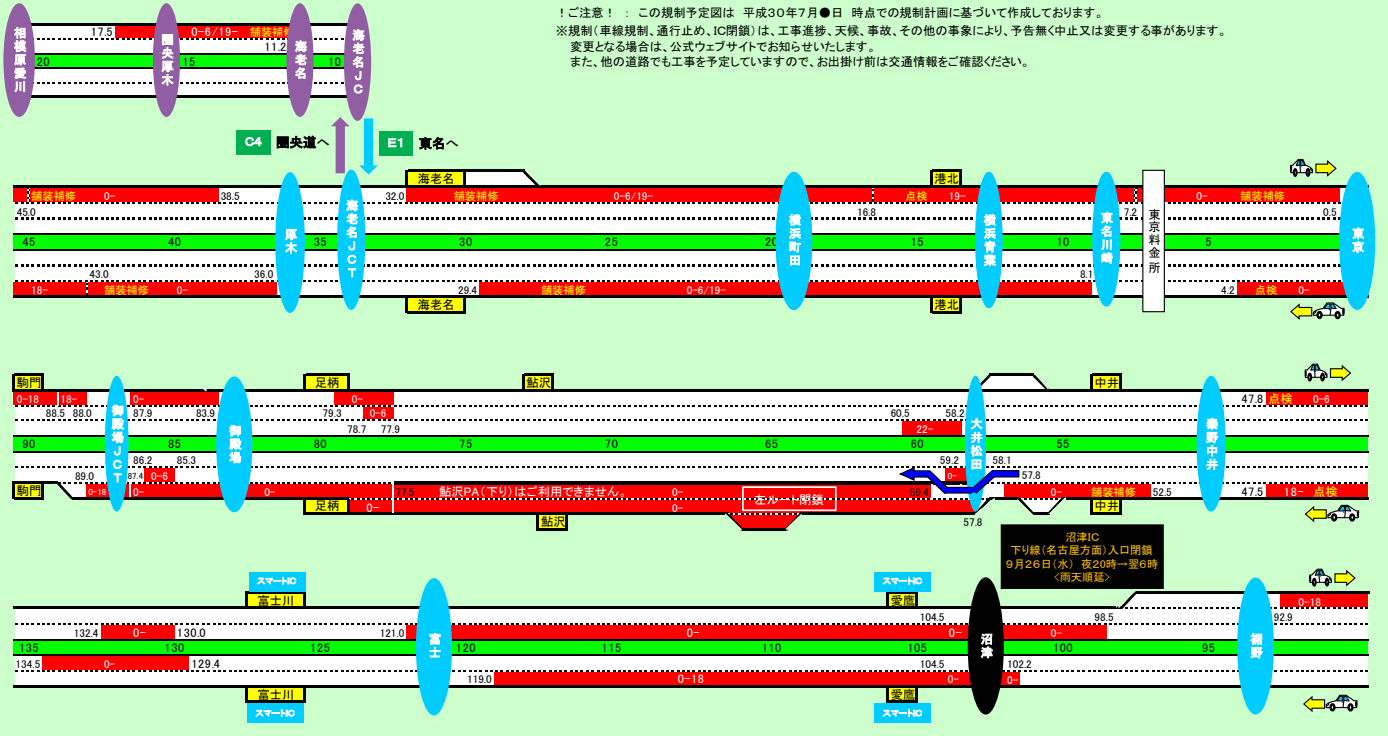 ！ご注意！ ： この規制予定図は 平成30年7月●日 時点での規制計画に基づいて作成しております。
※規制(車線規制、通行止め、IC閉鎖)は、工事進捗、天候、事故、その他の事象により、予告無く中止又は変更する事があります。
変更となる場合は、公式ウェブサイトでお知らせいたします。
また、他の道路でも工事を予定していますので、お出掛け前は交通情報をご確認ください。
17.5 0-6/19- 舗装補修
11.2
相模原愛川 20 圏央厚木 15 海老名 10 海老名JC
C4 圏央道へ E1 東名へ
海老名 港北
舗装補修 0- 38.5 32.0 舗装補修 0-6/19- 点検 19- 0- 舗装補修
45.0 16.8 7.2 0.5
45 40 厚木 35 海老名JCT 30 25 20 横浜町田 15 横浜青葉 10 東名川崎 東京料金所 5 東京
43.0 36.0 8.1
18- 舗装補修 0- 29.4 舗装補修 0-6/19- 4.2 点検 0-
海老名 港北
駒門 足柄 鮎沢 中井
0-18 18- 0- 0- 47.8 点検 0-6
88.5 88.0 87.9 83.9 79.3 0-6 60.5 58.2
78.7 77.9 22-
90 御殿場JCT 85 御殿場 80 75 70 65 60 大井松田 55 秦野中井
86.2 85.3 59.2 58.1
89.0 87.4 0-6 0- 57.8
駒門 0-18 0- 0- 77.5 鮎沢PA(下り)はご利用できません。 0- 59.4 0- 舗装補修 52.5 47.5 18- 点検
足柄 0- 0- 左ルート閉鎖 中井
鮎沢 57.8
沼津IC
下り線(名古屋方面)入口閉鎖
9月26日(水) 夜20時→翌6時
<雨天順延>
スマートIC スマートIC
富士川 愛鷹 0-18
104.5 98.5 92.9
132.4 0- 130.0 121.0 0- 0- 0-
135 130 125 富士 120 115 110 105 沼津 100 95 裾野
134.5 0- 129.4 104.5 102.2
119.0 0-18 0- 0-
富士川 愛鷹
スマートIC スマートIC